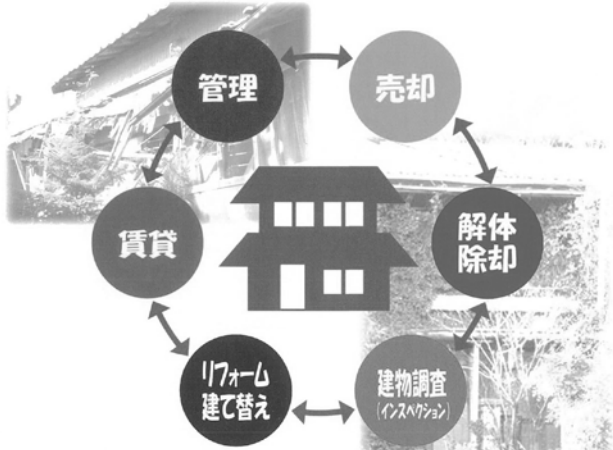 管理
売却
賃貸
解体
除却
リフォーム
建て替え
建物調査
(インスペクション)